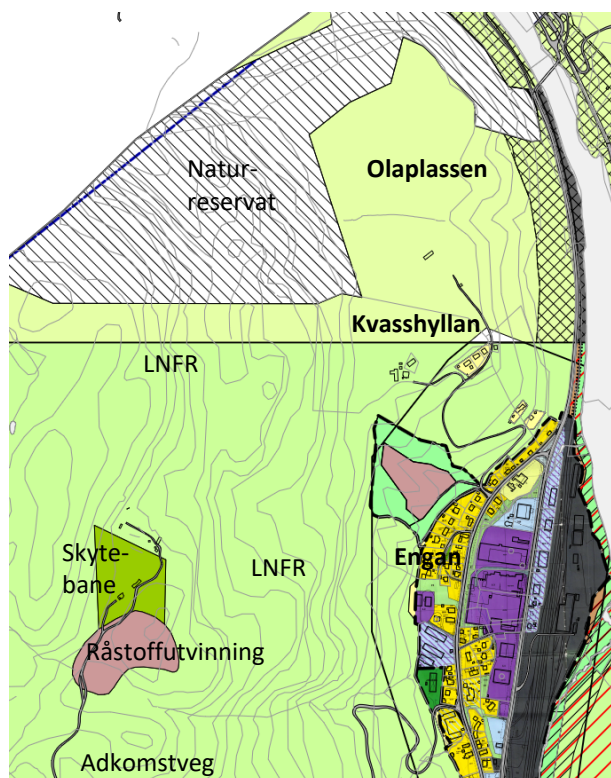 Natur-
reservat
Olaplassen
Kvasshyllan
LNFR
Engan
LNFR
Skyte-
bane
Råstoffutvinning
Adkomstveg